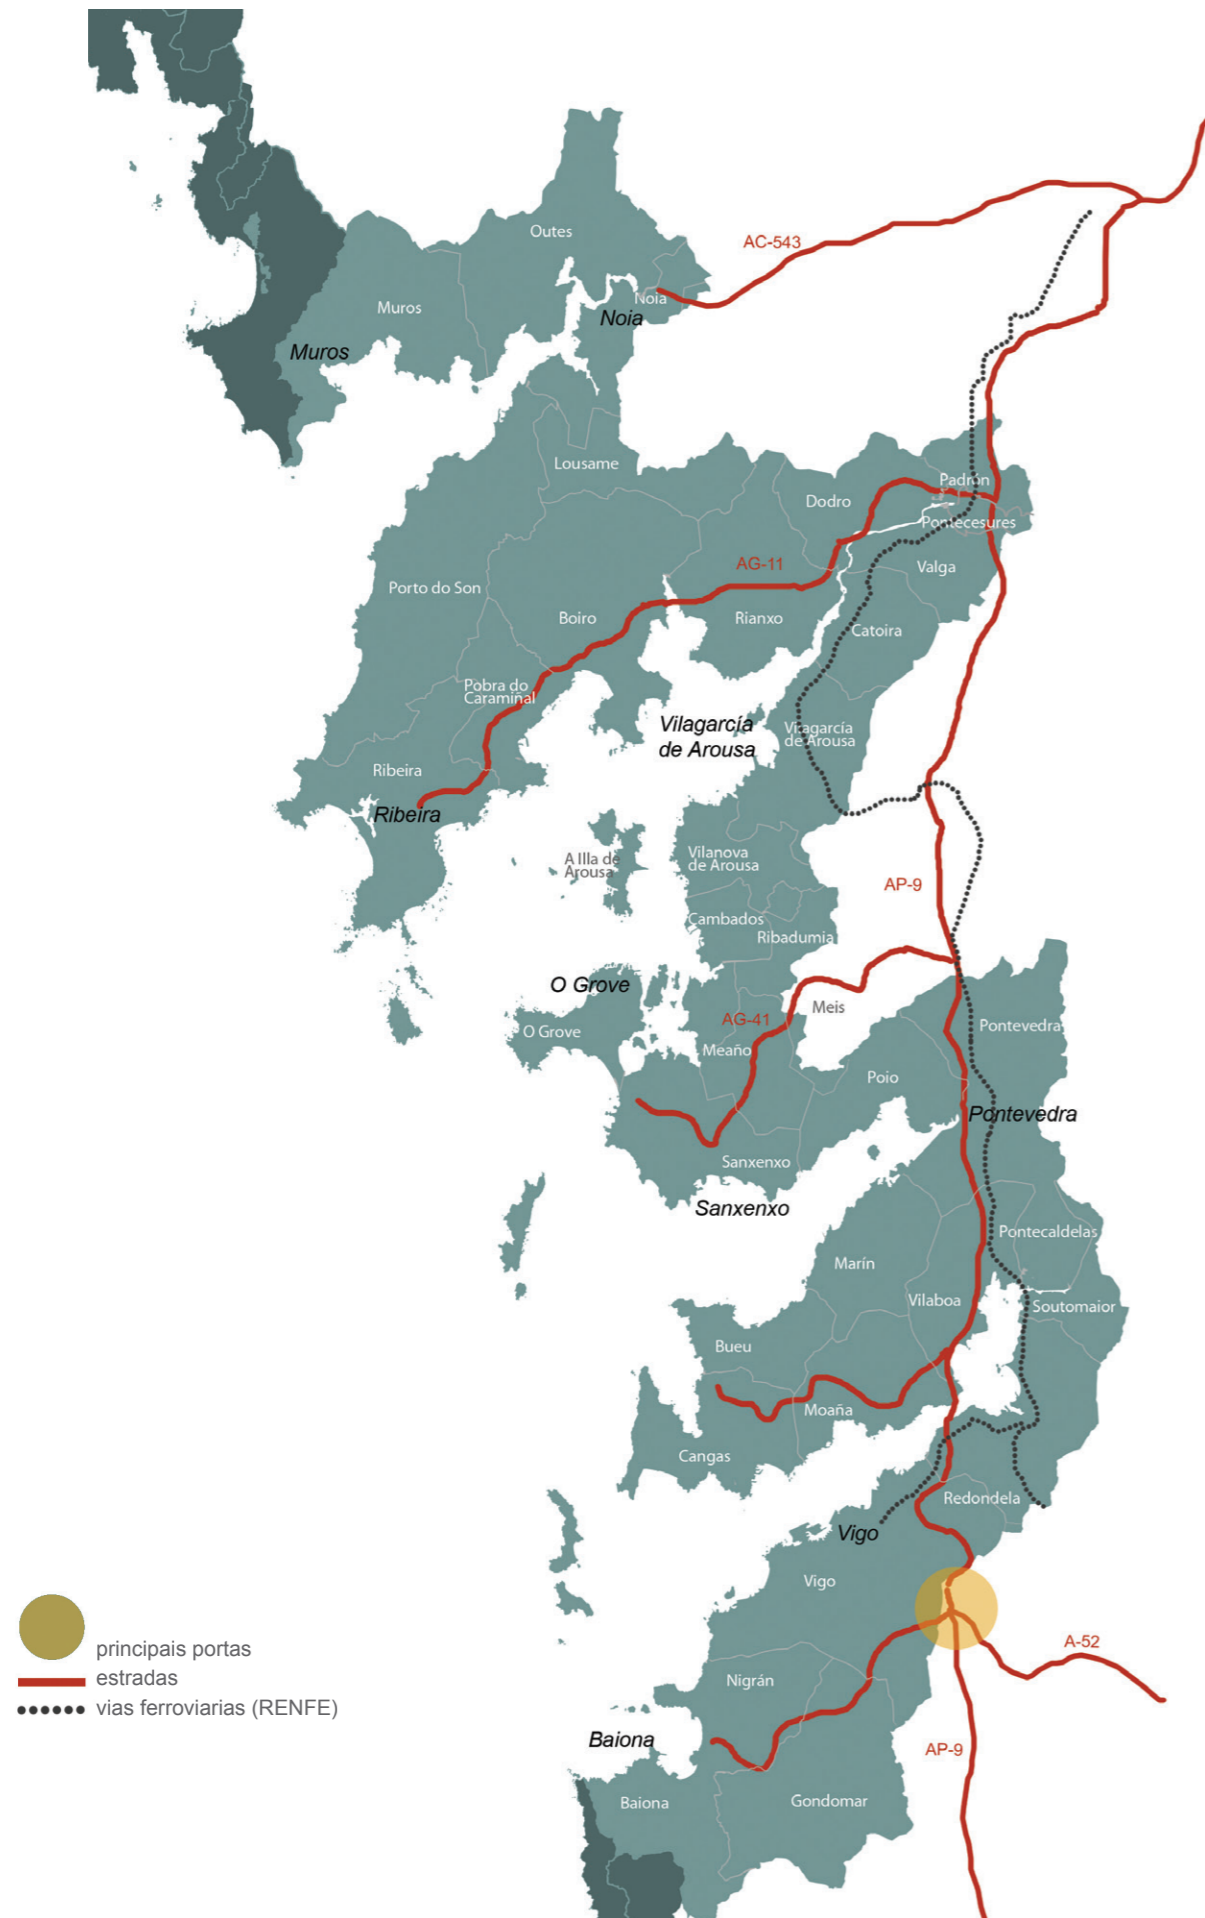 Outes
AC-543
Noia
Muros
Noia
Muros
Lousame
Padrón
Dodro
Pontecesures
AG-11
Valga
Porto do Son
Boiro
Rianxo
Catoira
Pobra do
Caramiñal
Vilagarcía
de Arousa
Vilagarcía
de Arousa
Ribeira
Ribeira
A Illa de
Arousa
Vilanova
de Arousa
AP-9
Cambados
Ribadumia
O Grove
Meis
AG-41
O Grove
Meaño
Pontevedra
Poio
Pontevedra
Sanxenxo
Sanxenxo
Pontecaldelas
Marín
Vilaboa
Soutomaior
Bueu
Moaña
Cangas
Redondela
Vigo
Vigo
principais portas
estradas
vias ferroviarias (RENFE)
A-52
Nigrán
Baiona
AP-9
Baiona
Gondomar